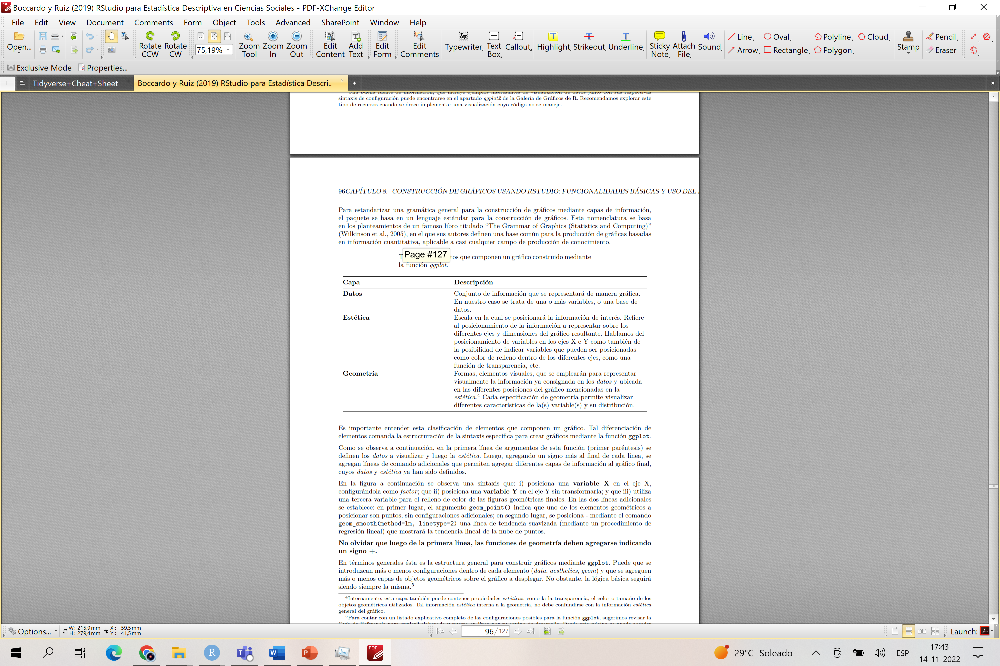 Boccardo y Ruiz (2019) RStudio para Estadística Descriptiva en Ciencias Sociales - PDF-XChange Editor
File Edit View Document Comments Form Object Tools Advanced SharePoint Window Help
Open... Rotate CCW Rotate CW 75,19% Zoom Tool Zoom In Zoom Out Edit Content Add Text Edit Form Edit Comments Typewriter Text Box Callout Highlight Strikeout Underline Sticky Note Attach File Sound Line Arrow Oval Rectangle Polyline Polygon Cloud Stamp Pencil Eraser
Exclusive Mode Properties...
Tidyverse+Cheat+Sheet Boccardo y Ruiz (2019) RStudio para Estadística Descri..
Una buena fuente de información, que incluye ejemplos interesantes de visualización de datos junto con sus respectivas
sintaxis de configuración puede encontrarse en el apartado ggplot2 de la Galería de Gráficos de R. Recomendamos explorar este
tipo de recursos cuando se desee implementar una visualización cuyo código no se maneje.
96CAPÍTULO 8. CONSTRUCCIÓN DE GRÁFICOS USANDO RSTUDIO: FUNCIONALIDADES BÁSICAS Y USO DEL
Para estandarizar una gramática general para la construcción de gráficos mediante capas de información,
el paquete se basa en un lenguaje estándar para la construcción de gráficos. Esta nomenclatura se basa
en los planteamientos de un famoso libro titulado “The Grammar of Graphics (Statistics and Computing)”
(Wilkinson et al., 2005), en el que sus autores definen una base común para la producción de gráficas basadas
en información cuantitativa, aplicable a casi cualquier campo de producción de conocimiento.
Page #127
T tos que componen un gráfico construido mediante
la función ggplot.
Capa Descripción
Datos Conjunto de información que se representará de manera gráfica.
En nuestro caso se trata de una o más variables, o una base de
datos.
Estética Escala en la cual se posicionará la información de interés. Refiere
al posicionamiento de la información a representar sobre los
diferentes ejes y dimensiones del gráfico resultante. Hablamos del
posicionamiento de variables en los ejes X e Y como también de
la posibilidad de indicar variables que pueden ser posicionadas
como color de relleno dentro de los diferentes ejes, como una
función de transparencia, etc.
Geometría Formas, elementos visuales, que se emplearán para representar
visualmente la información ya consignada en los datos y ubicada
en las diferentes posiciones del gráfico mencionadas en la
estética.4 Cada especificación de geometría permite visualizar
diferentes características de la(s) variable(s) y su distribución.
Es importante entender esta clasificación de elementos que componen un gráfico. Tal diferenciación de
elementos comanda la estructuración de la sintaxis específica para crear gráficos mediante la función ggplot.
Como se observa a continuación, en la primera línea de argumentos de esta función (primer paréntesis) se
definen los datos a visualizar y luego la estética. Luego, agregando un signo más al final de cada línea, se
agregan líneas de comando adicionales que permiten agregar diferentes capas de información al gráfico final,
cuyos datos y estética ya han sido definidos.
En la figura a continuación se observa una sintaxis que: i) posiciona una variable X en el eje X,
configurándola como factor; que ii) posiciona una variable Y en el eje Y sin transformarla; y que iii) utiliza
una tercera variable para el relleno de color de las figuras geométricas finales. En las dos líneas adicionales
se establece: en primer lugar, el argumento geom_point() indica que uno de los elementos geométricos a
posicionar son puntos, sin configuraciones adicionales; en segundo lugar, se posiciona - mediante el comando
geom_smooth(method=lm, linetype=2) una línea de tendencia suavizada (mediante un procedimiento de
regresión lineal) que mostrará la tendencia lineal de la nube de puntos.
No olvidar que luego de la primera línea, las funciones de geometría deben agregarse indicando
un signo +.
En términos generales ésta es la estructura general para construir gráficos mediante ggplot. Puede que se
introduzcan más o menos configuraciones dentro de cada elemento (data, aesthetics, geom) y que se agreguen
más o menos capas de objetos geométricos sobre el gráfico a desplegar. No obstante, la lógica básica seguirá
siendo siempre la misma.5
4Internamente, esta capa también puede contener propiedades estéticas, como la la transparencia, el color o tamaño de los
objetos geométricos utilizados. Tal información estética interna a la geometría, no debe confundirse con la información estética
general del gráfico.
5Para contar con un listado explicativo completo de las configuraciones posibles para la función ggplot, sugerimos revisar la
Options... W: 215,9 mm H: 279,4 mm X: 59,5 mm Y: 41,5 mm 96 / 127 Launch:
29°C Soleado ESP 17:43
14-11-2022